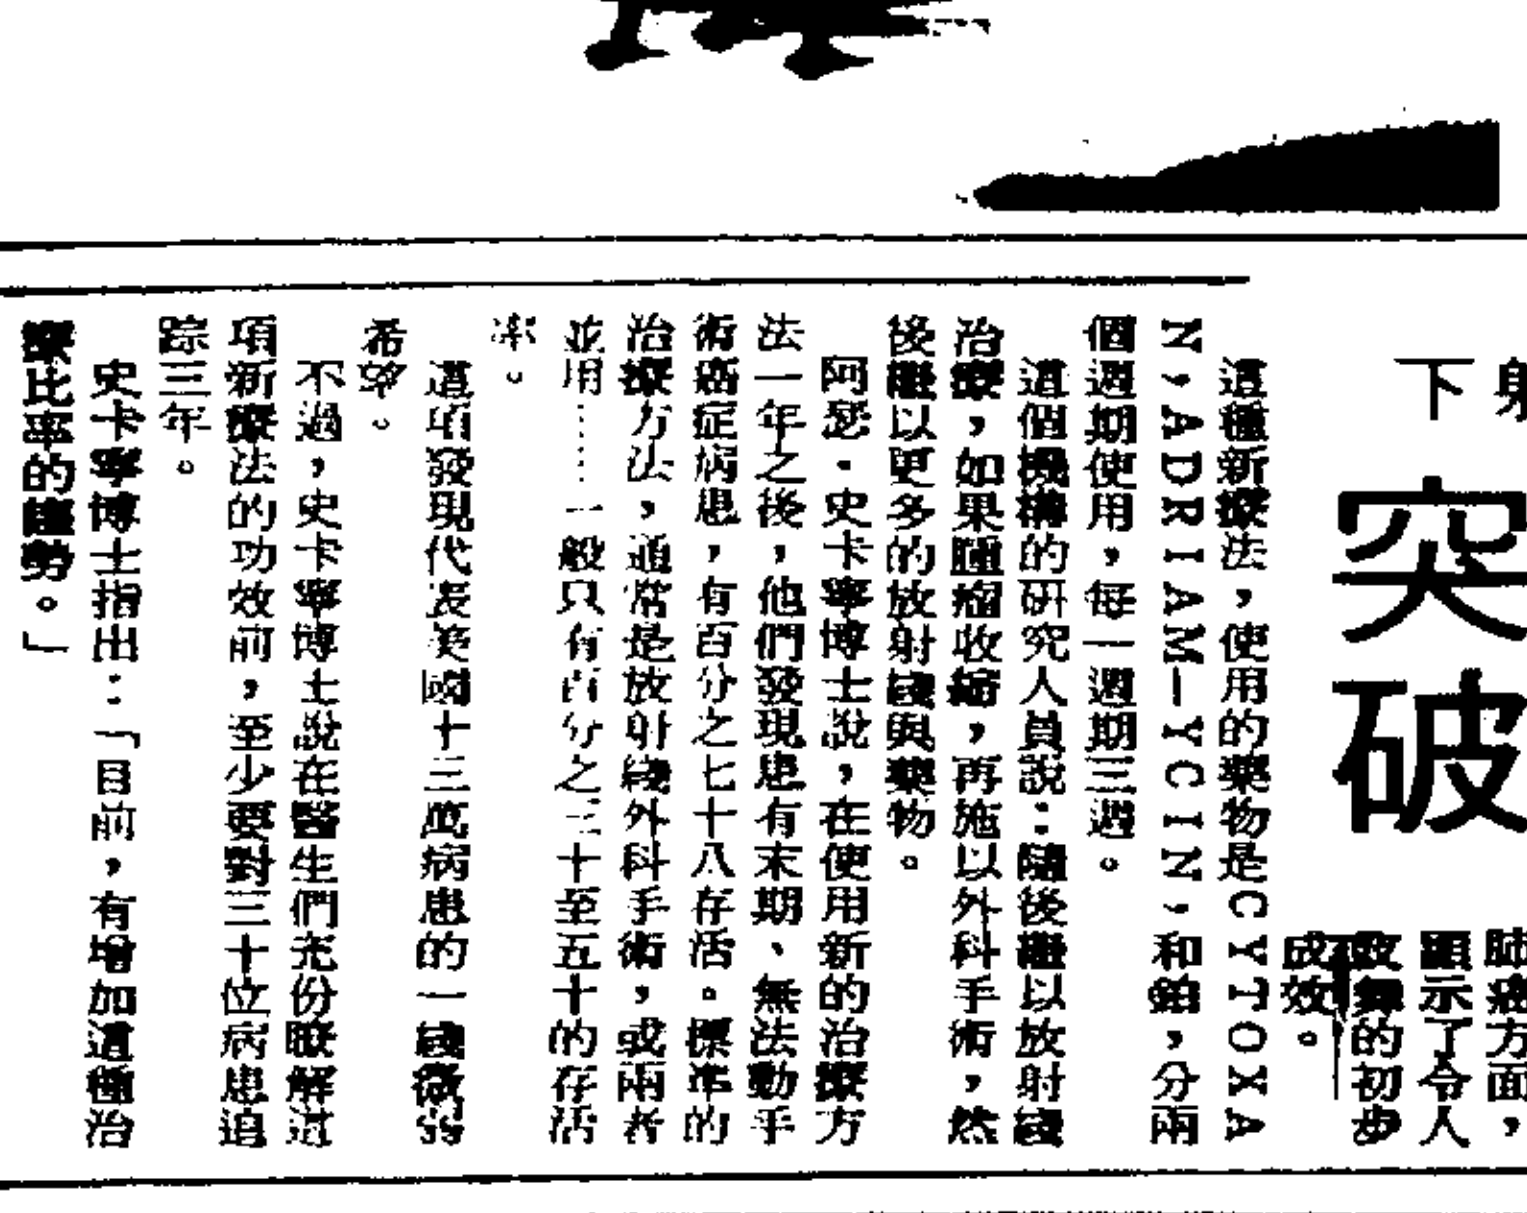 下
突破
肺癌方面，
顯示了令人
鼓舞的初步
成效。
這種新療法，使用的藥物是CYTOXA
N，ADRIAM—YCIN，和鉑，分兩
個週期使用，每一週期三週。
這個機構的研究人員說：隨後繼以放射綫
治療，如果腫瘤收縮，再施以外科手術，然
後繼以更多的放射綫與藥物。
阿瑟．史卡寧博士說，在使用新的治療方
法一年之後，他們發現患有末期、無法動手
術癌症病患，有百分之七十八存活。標準的
治療方法，通常是放射綫外科手術，或兩者
並用……一般只有百分之三十至五十的存活
率。
這項發現代表美國十三萬病患的一綫微弱
希望。
不過，史卡寧博士說在醫生們充份瞭解這
項新療法的功效前，至少要對三十位病患追
踪三年。
史卡寧博士指出：「目前，有增加這種治
療比率的趨勢。」